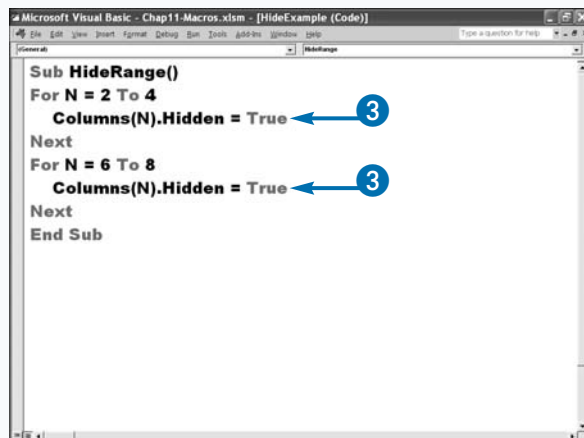 Microsoft Visual Basic - Chap11-Macros.xlsm - [HideExample (Code)]
File Edit View Insert Format Debug Run Tools Add-Ins Window Help Type a question for help
(General) HideRange
Sub HideRange()
For N = 2 To 4
Columns(N).Hidden = True 3
Next
For N = 6 To 8
Columns(N).Hidden = True 3
Next
End Sub